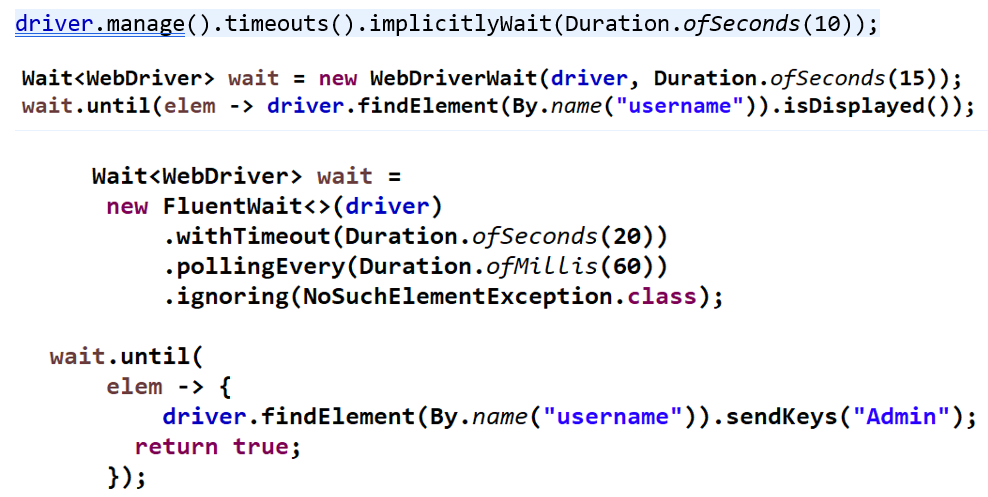 driver.manage().timeouts().implicitlyWait(Duration.ofSeconds(10));
Wait<WebDriver> wait = new WebDriverWait(driver, Duration.ofSeconds(15));
wait.until(elem -> driver.findElement(By.name("username")).isDisplayed());
Wait<WebDriver> wait =
new FluentWait<>(driver)
.withTimeout(Duration.ofSeconds(20))
.pollingEvery(Duration.ofMillis(60))
.ignoring(NoSuchElementException.class);
wait.until(
elem -> {
driver.findElement(By.name("username")).sendKeys("Admin");
return true;
});